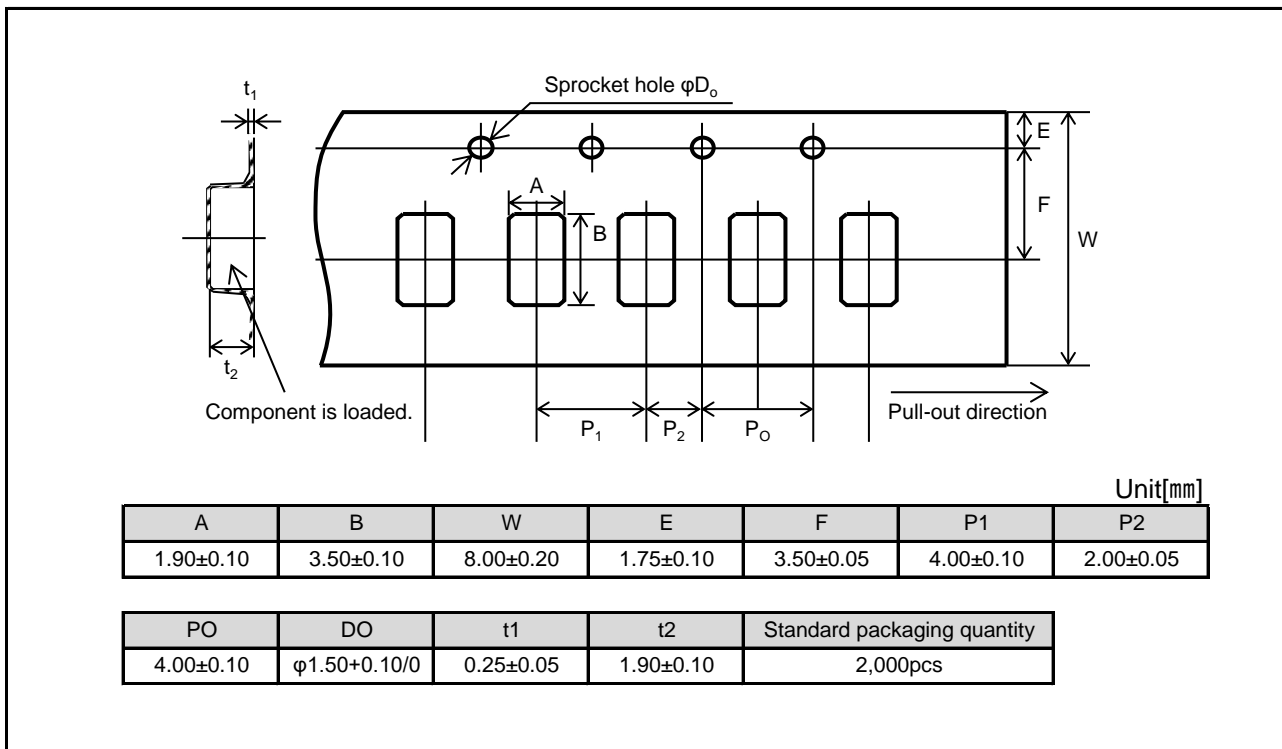 t1
Sprocket hole φDo
E
A
F
B
W
t2
Component is loaded.
P1
P2
PO
Pull-out direction
Unit[㎜]
A B W E F P1 P2
1.90±0.10 3.50±0.10 8.00±0.20 1.75±0.10 3.50±0.05 4.00±0.10 2.00±0.05
PO DO t1 t2 Standard packaging quantity
4.00±0.10 φ1.50+0.10/0 0.25±0.05 1.90±0.10 2,000pcs